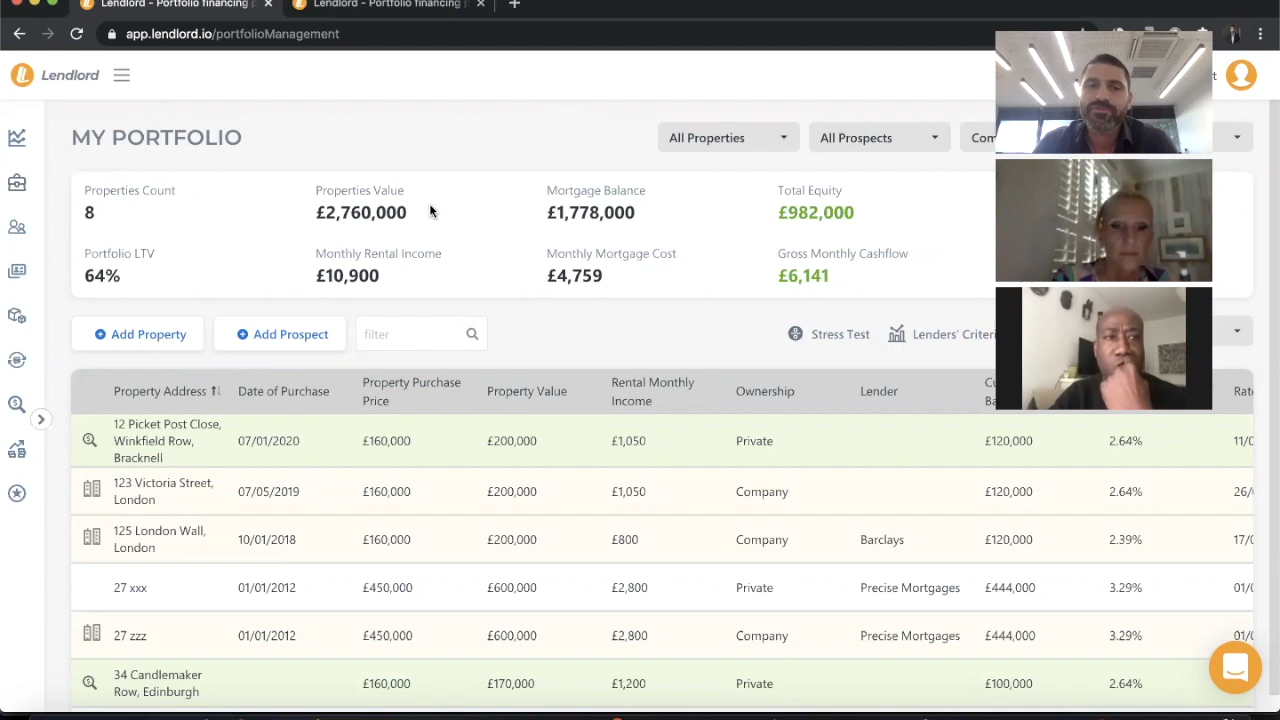 Lendlord - Portfolio financing
Lendlord - Portfolio financing
app.lendlord.io/portfolioManagement
Lendlord
MY PORTFOLIO
All Properties
All Prospects
Properties Count
Properties Value
Mortgage Balance
Total Equity
8
£2,760,000
£1,778,000
£982,000
Portfolio LTV
Monthly Rental Income
Monthly Mortgage Cost
Gross Monthly Cashflow
64%
£10,900
£4,759
£6,141
Add Property
Add Prospect
filter
Stress Test
Lenders'
Property Address
Date of Purchase
Property Purchase
Price
Property Value
Rental Monthly
Income
Ownership
Lender
12 Picket Post Close,
Winkfield Row,
Bracknell
07/01/2020
£160,000
£200,000
£1,050
Private
£120,000
2.64%
123 Victoria Street,
London
07/05/2019
£160,000
£200,000
£1,050
Company
£120,000
2.64%
125 London Wall,
London
10/01/2018
£160,000
£200,000
£800
Company
Barclays
£120,000
2.39%
27 xxx
01/01/2012
£450,000
£600,000
£2,800
Private
Precise Mortgages
£444,000
3.29%
27 zzz
01/01/2012
£450,000
£600,000
£2,800
Company
Precise Mortgages
£444,000
3.29%
34 Candlemaker
Row, Edinburgh
£160,000
£170,000
£1,200
Private
£100,000
2.64%